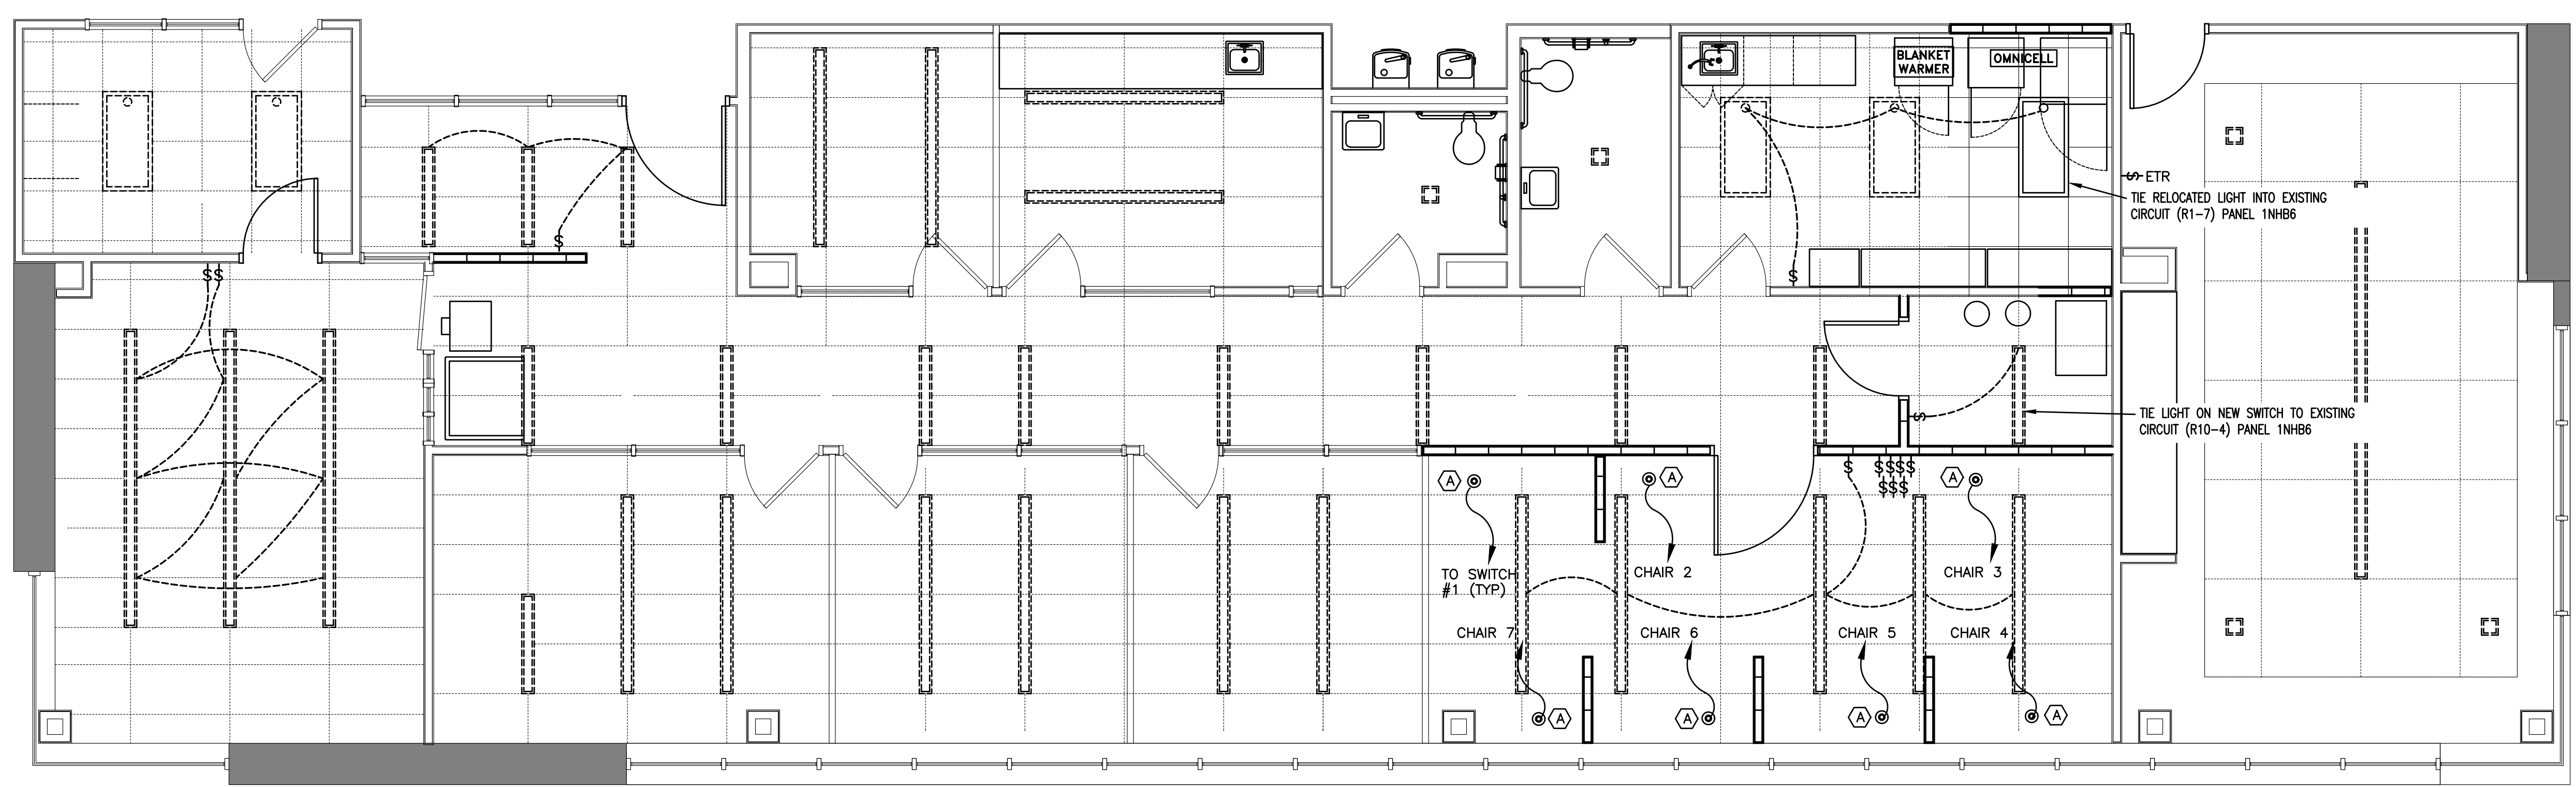 BLANKET
WARMER
OMNICELL
$ ETR
TIE RELOCATED LIGHT INTO EXISTING
CIRCUIT (R1-7) PANEL 1NHB6
$
$
$$
TIE LIGHT ON NEW SWITCH TO EXISTING
CIRCUIT (R10-4) PANEL 1NHB6
$
$ $$$$
$$$
A
A
A
TO SWITCH
#1 (TYP)
CHAIR 2
CHAIR 3
CHAIR 7
CHAIR 6
CHAIR 5
CHAIR 4
A
A
A
A